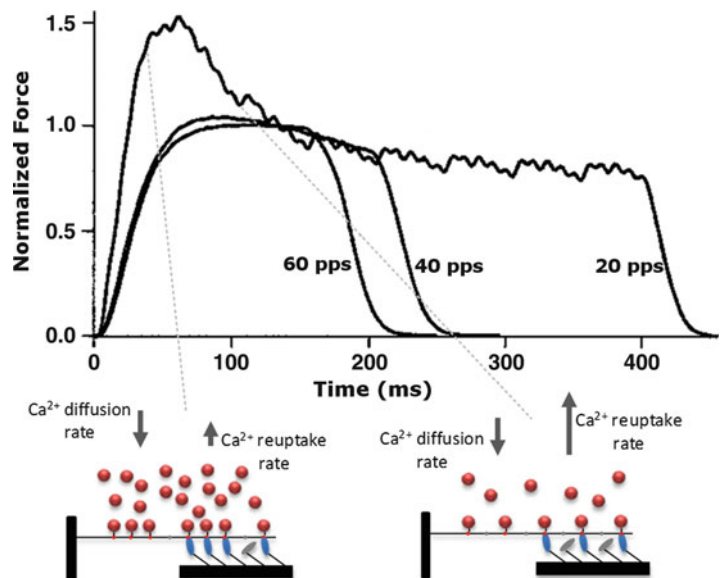 1.5
Normalized Force
1.0
0.5
0.0
60 pps
40 pps
20 pps
0
100
200
300
400
Time (ms)
Ca²⁺ diffusion
rate
Ca²⁺ reuptake
rate
Ca²⁺ diffusion
rate
Ca²⁺ reuptake
rate